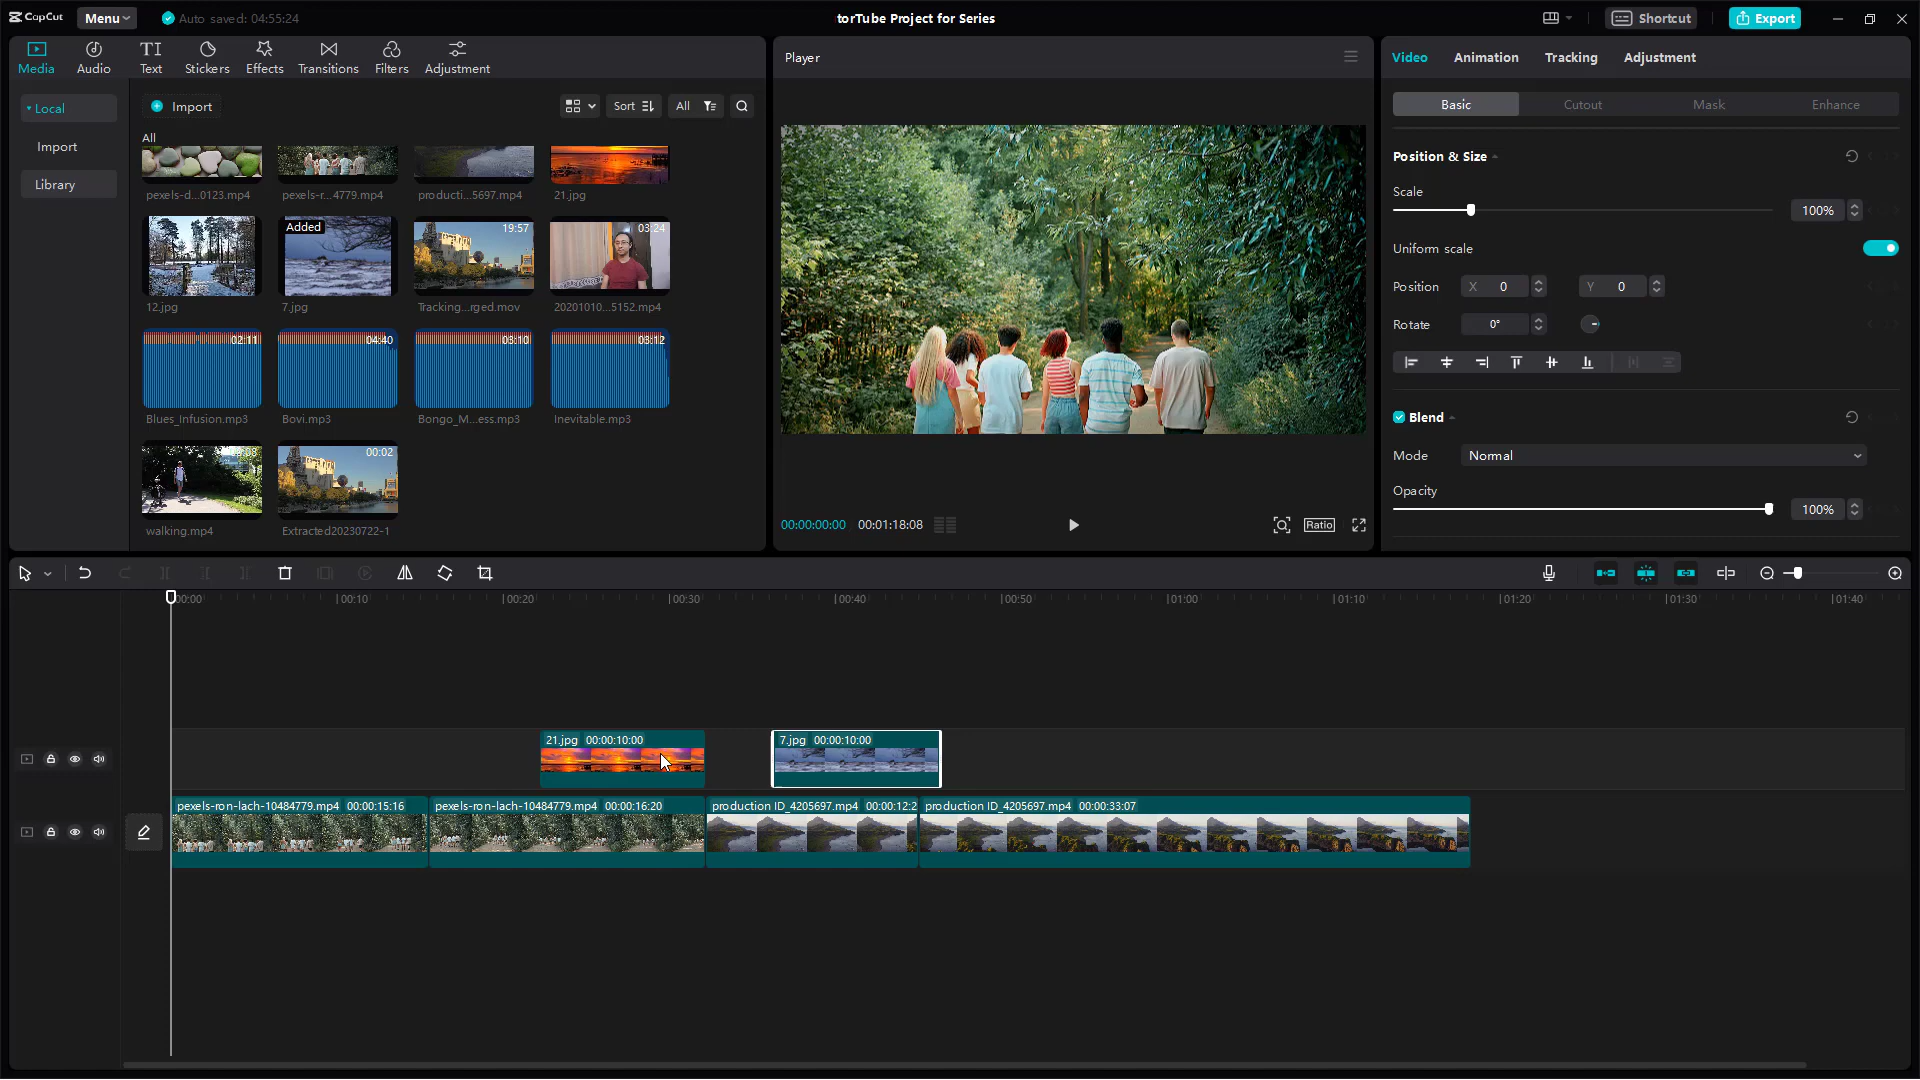 CapCut
Menu
Auto saved: 04:55:24
torTube Project for Series
Shortcut
Export
Media
Audio
Text
Stickers
Effects
Transitions
Filters
Adjustment
Local
Import
Library
Import
Sort
All
All
pexels-d...0123.mp4
pexels-r...4779.mp4
producti...5697.mp4
21.jpg
Added
19:57
03:24
12.jpg
7.jpg
Tracking...rged.mov
20201010...5152.mp4
02:11
04:40
03:10
03:12
Blues_Infusion.mp3
Bovi.mp3
Bongo_M...ess.mp3
Inevitable.mp3
00:02
walking.mp4
Extracted20230722-1
Player
00:00:00:00
00:01:18:08
Ratio
Video
Animation
Tracking
Adjustment
Basic
Cutout
Mask
Enhance
Position & Size
Scale
100%
Uniform scale
Position
X 0
Y 0
Rotate
0°
Blend
Mode
Normal
Opacity
100%
00:00
00:10
00:20
00:30
00:40
00:50
01:00
01:10
01:20
01:30
01:40
21.jpg 00:00:10:00
7.jpg 00:00:10:00
pexels-ron-lach-10484779.mp4 00:00:15:16
pexels-ron-lach-10484779.mp4 00:00:16:20
production ID_4205697.mp4 00:00:12:2
production ID_4205697.mp4 00:00:33:07